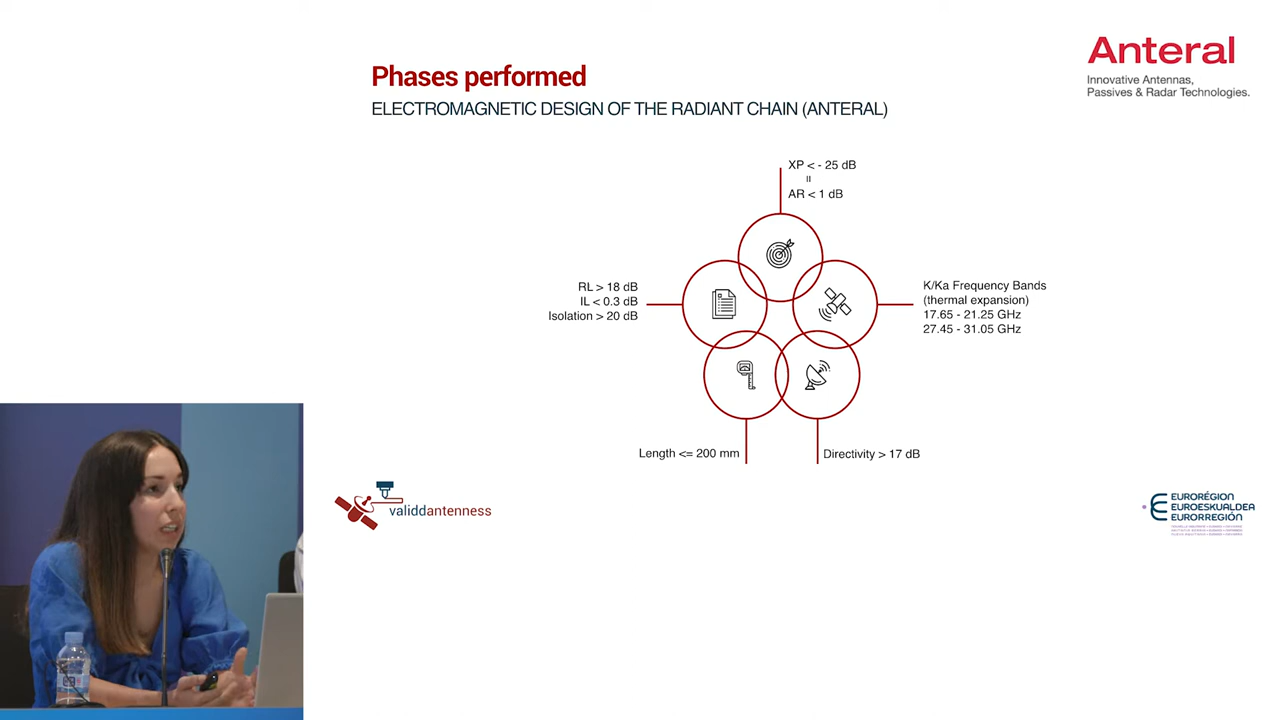 Anteral
Innovative Antennas,
Passives & Radar Technologies.
Phases performed
ELECTROMAGNETIC DESIGN OF THE RADIANT CHAIN (ANTERAL)
XP < - 25 dB
=
AR < 1 dB
RL > 18 dB
IL < 0.3 dB
Isolation > 20 dB
K/Ka Frequency Bands
(thermal expansion)
17.65 - 21.25 GHz
27.45 - 31.05 GHz
Length <= 200 mm
Directivity > 17 dB
validdantenness
EURORÉGION
EUROESKUALDEA
EURORREGIÓN